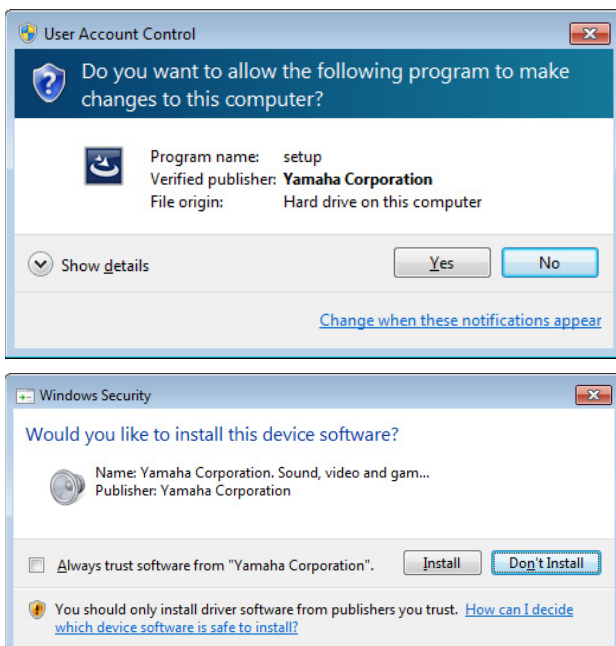 User Account Control
Do you want to allow the following program to make
changes to this computer?
Program name: setup
Verified publisher: Yamaha Corporation
File origin: Hard drive on this computer
Show details
Yes
No
Change when these notifications appear
Windows Security
Would you like to install this device software?
Name: Yamaha Corporation. Sound, video and gam...
Publisher: Yamaha Corporation
Always trust software from "Yamaha Corporation".
Install
Don't Install
You should only install driver software from publishers you trust. How can I decide
which device software is safe to install?